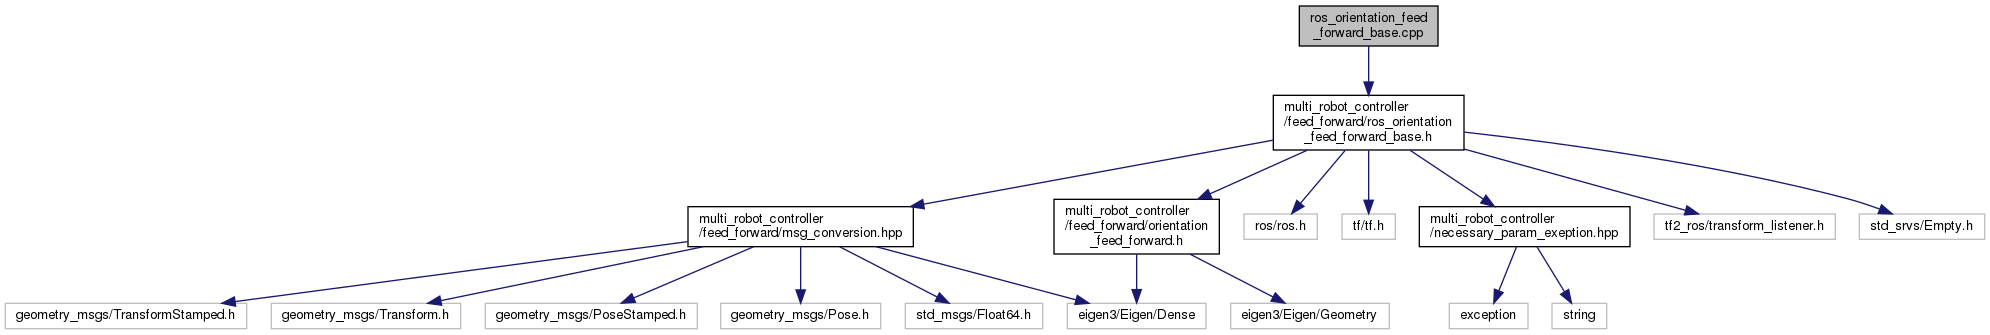 ros_orientation_feed
_forward_base.cpp
multi_robot_controller
/feed_forward/ros_orientation
_feed_forward_base.h
multi_robot_controller
/feed_forward/msg_conversion.hpp
multi_robot_controller
/feed_forward/orientation
_feed_forward.h
ros/ros.h
tf/tf.h
multi_robot_controller
/necessary_param_exeption.hpp
tf2_ros/transform_listener.h
std_srvs/Empty.h
geometry_msgs/TransformStamped.h
geometry_msgs/Transform.h
geometry_msgs/PoseStamped.h
geometry_msgs/Pose.h
std_msgs/Float64.h
eigen3/Eigen/Dense
eigen3/Eigen/Geometry
exception
string